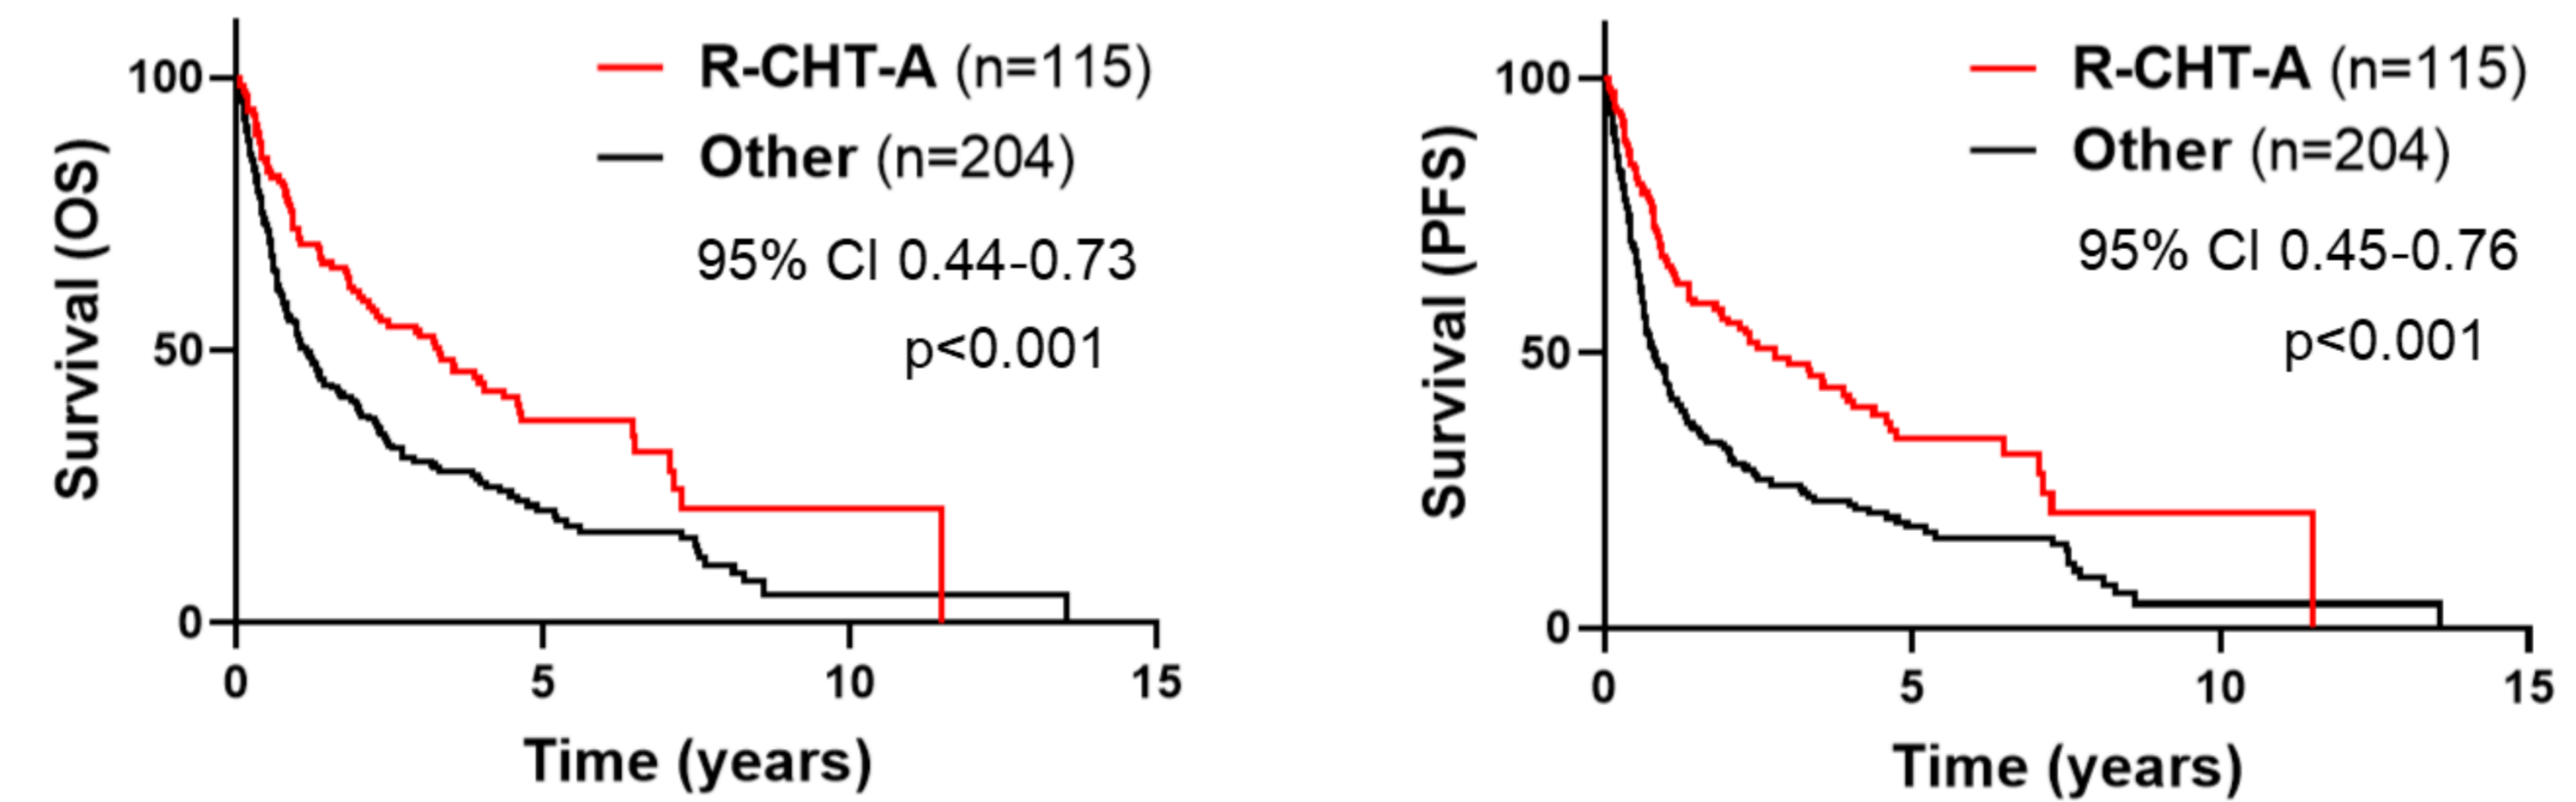 Survival (OS)
100
50
0
R-CHT-A (n=115)
Other (n=204)
95% CI 0.44-0.73
p<0.001
0 5 10 15
Time (years)
Survival (PFS)
100
50
0
R-CHT-A (n=115)
Other (n=204)
95% CI 0.45-0.76
p<0.001
0 5 10 15
Time (years)